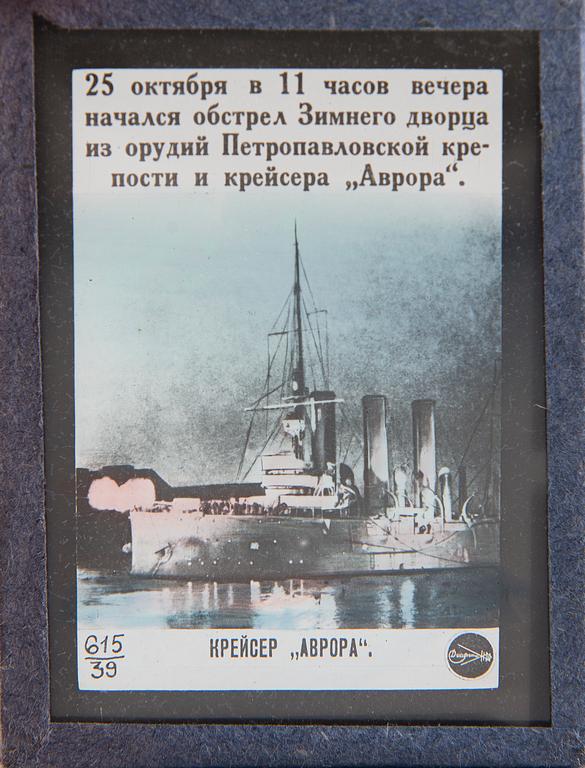 25 октября в 11 часов вечера
начался обстрел Зимнего дворца
из орудий Петропавловской кре-
пости и крейсера „Аврора“.
615
39
КРЕЙСЕР „АВРОРА“.